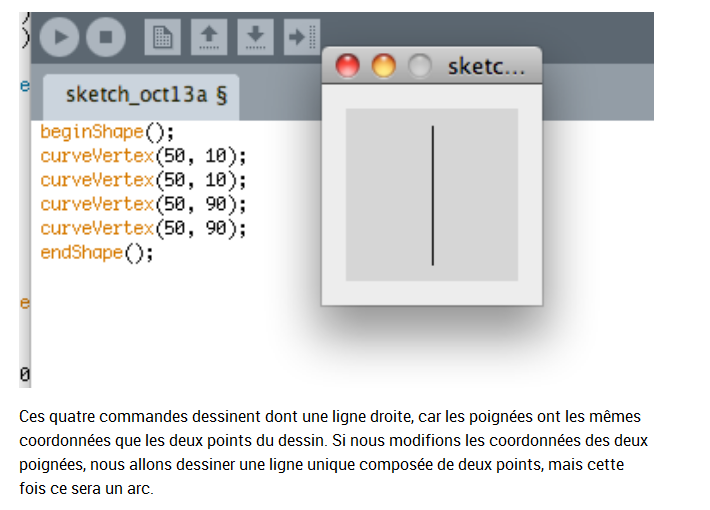 sketc...
sketch_oct13a §
beginShape();
curveVertex(50, 10);
curveVertex(50, 10);
curveVertex(50, 90);
curveVertex(50, 90);
endShape();
e
e
0
Ces quatre commandes dessinent dont une ligne droite, car les poignées ont les mêmes
coordonnées que les deux points du dessin. Si nous modifions les coordonnées des deux
poignées, nous allons dessiner une ligne unique composée de deux points, mais cette
fois ce sera un arc.